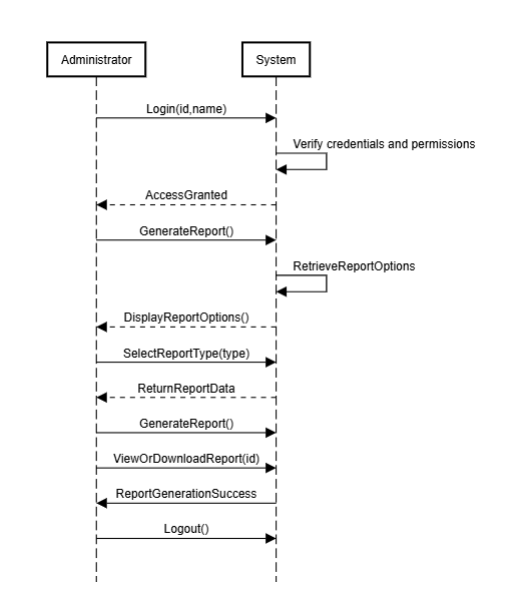 Administrator
System
Login(id,name)
Verify credentials and permissions
AccessGranted
GenerateReport()
RetrieveReportOptions
DisplayReportOptions()
SelectReportType(type)
ReturnReportData
GenerateReport()
ViewOrDownloadReport(id)
ReportGenerationSuccess
Logout()